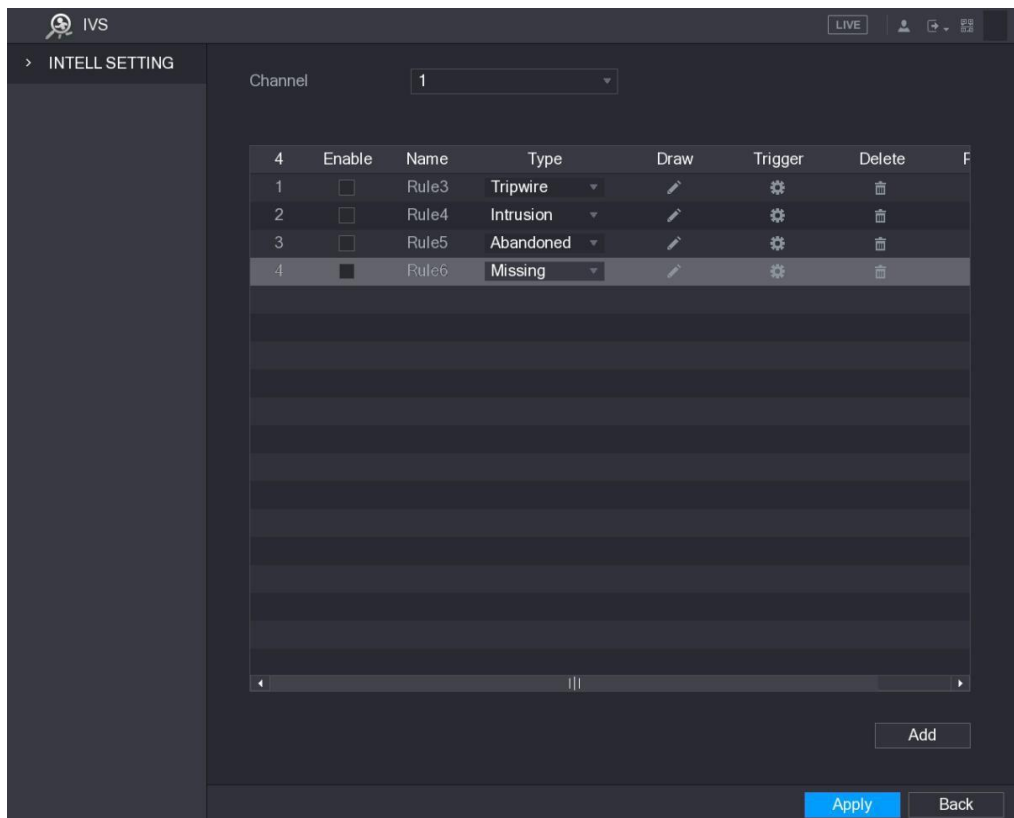 IVS LIVE
INTELL SETTING
Channel 1
4 Enable Name Type Draw Trigger Delete
1 Rule3 Tripwire
2 Rule4 Intrusion
3 Rule5 Abandoned
4 Rule6 Missing
Add
Apply Back